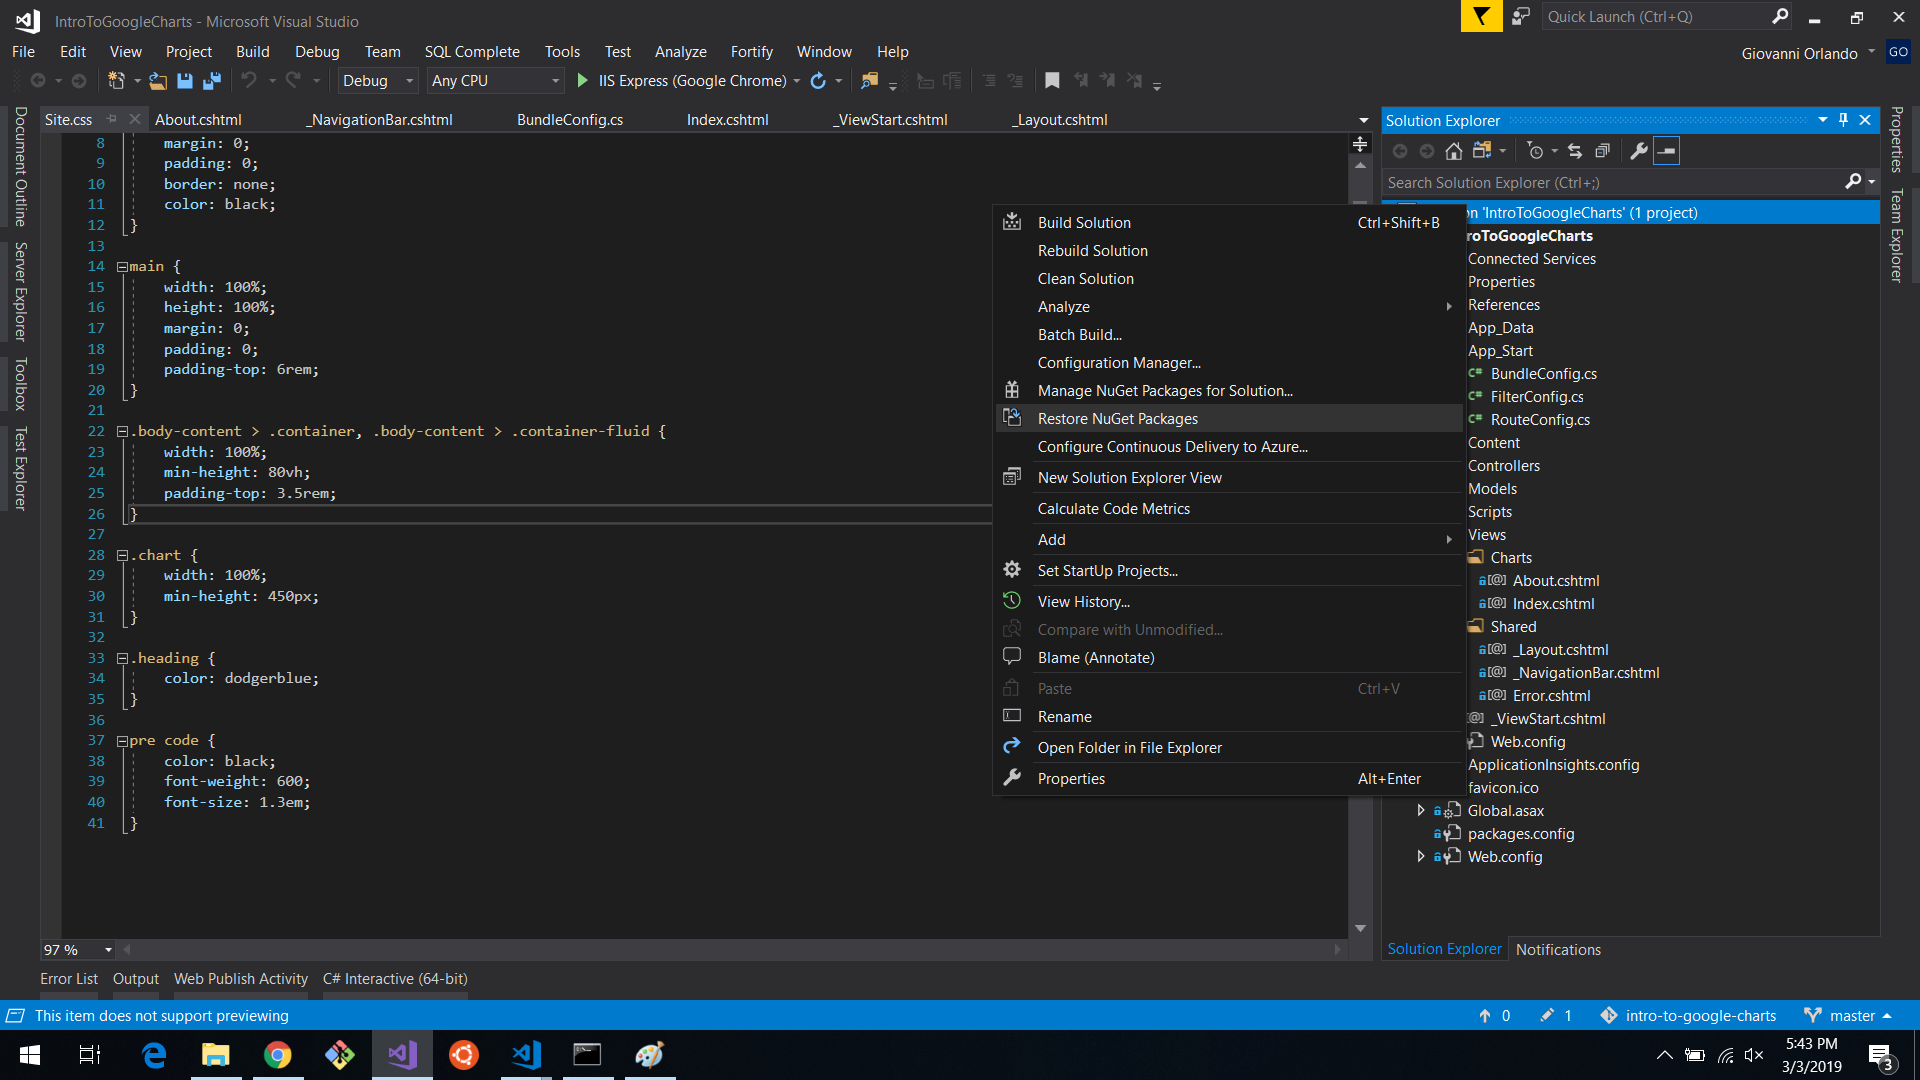 IntroToGoogleCharts - Microsoft Visual Studio
Quick Launch (Ctrl+Q)
File Edit View Project Build Debug Team SQL Complete Tools Test Analyze Fortify Window Help
Giovanni Orlando GO
Debug Any CPU IIS Express (Google Chrome)
Document Outline
Server Explorer
Toolbox
Test Explorer
Site.css About.cshtml _NavigationBar.cshtml BundleConfig.cs Index.cshtml _ViewStart.cshtml _Layout.cshtml
8 margin: 0;
9 padding: 0;
10 border: none;
11 color: black;
12 }
13
14 main {
15 width: 100%;
16 height: 100%;
17 margin: 0;
18 padding: 0;
19 padding-top: 6rem;
20 }
21
22 .body-content > .container, .body-content > .container-fluid {
23 width: 100%;
24 min-height: 80vh;
25 padding-top: 3.5rem;
26 }
27
28 .chart {
29 width: 100%;
30 min-height: 450px;
31 }
32
33 .heading {
34 color: dodgerblue;
35 }
36
37 pre code {
38 color: black;
39 font-weight: 600;
40 font-size: 1.3em;
41 }
97 %
Build Solution Ctrl+Shift+B
Rebuild Solution
Clean Solution
Analyze
Batch Build...
Configuration Manager...
Manage NuGet Packages for Solution...
Restore NuGet Packages
Configure Continuous Delivery to Azure...
New Solution Explorer View
Calculate Code Metrics
Add
Set StartUp Projects...
View History...
Compare with Unmodified...
Blame (Annotate)
Paste Ctrl+V
Rename
Open Folder in File Explorer
Properties Alt+Enter
Solution Explorer
Search Solution Explorer (Ctrl+;)
n 'IntroToGoogleCharts' (1 project)
roToGoogleCharts
Connected Services
Properties
References
App_Data
App_Start
C# BundleConfig.cs
C# FilterConfig.cs
C# RouteConfig.cs
Content
Controllers
Models
Scripts
Views
Charts
[@] About.cshtml
[@] Index.cshtml
Shared
[@] _Layout.cshtml
[@] _NavigationBar.cshtml
[@] Error.cshtml
@] _ViewStart.cshtml
Web.config
ApplicationInsights.config
favicon.ico
Global.asax
packages.config
Web.config
Solution Explorer Notifications
Properties
Team Explorer
Error List Output Web Publish Activity C# Interactive (64-bit)
This item does not support previewing
0 1 intro-to-google-charts master
5:43 PM
3/3/2019
3